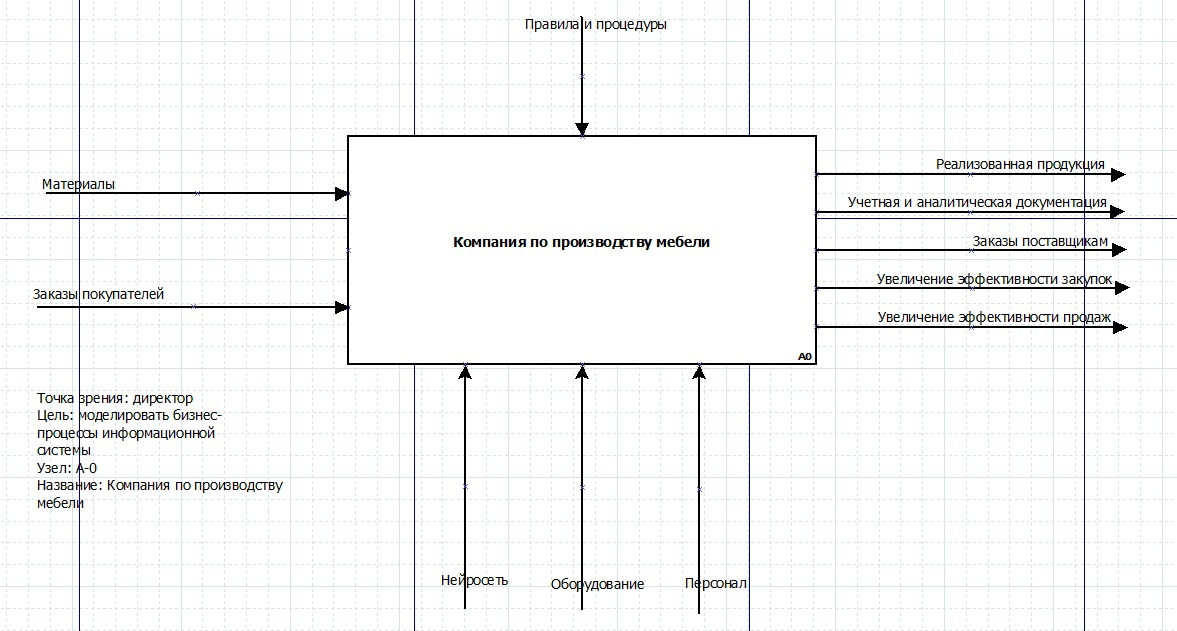 Правила и процедуры
Материалы
Заказы покупателей
Компания по производству мебели
A0
Реализованная продукция
Учетная и аналитическая документация
Заказы поставщикам
Увеличение эффективности закупок
Увеличение эффективности продаж
Точка зрения: директор
Цель: моделировать бизнес-
процессы информационной
системы
Узел: А-0
Название: Компания по производству
мебели
Нейросеть
Оборудование
Персонал